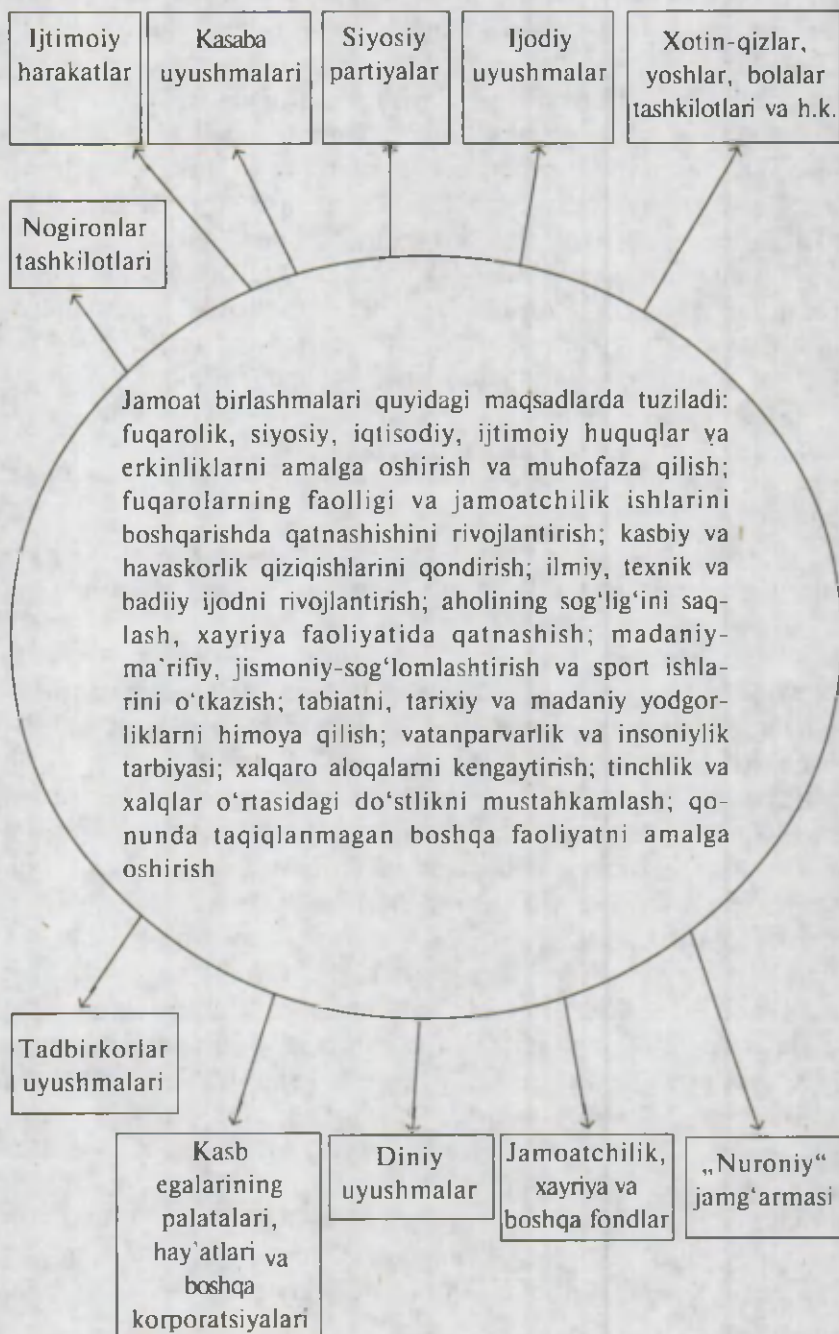 Ijtimoiy
harakatlar
Kasaba
uyushmalari
Siyosiy
partiyalar
Ijodiy
uyushmalar
Xotin-qizlar,
yoshlar, bolalar
tashkilotlari va h.k.
Nogironlar
tashkilotlari
Jamoat birlashmalari quyidagi maqsadlarda tuziladi:
fuqarolik, siyosiy, iqtisodiy, ijtimoiy huquqlar va
erkinliklarni amalga oshirish va muhofaza qilish;
fuqarolarning faolligi va jamoatchilik ishlarini
boshqarishda qatnashishini rivojlantirish; kasbiy va
havaskorlik qiziqishlarini qondirish; ilmiy, texnik va
badiiy ijodni rivojlantirish; aholining sog‘lig‘ini saq-
lash, xayriya faoliyatida qatnashish; madaniy-
ma’rifiy, jismoniy-sog‘lomlashtirish va sport ishla-
rini o‘tkazish; tabiatni, tarixiy va madaniy yodgor-
liklarni himoya qilish; vatanparvarlik va insoniylik
tarbiyasi; xalqaro aloqalarni kengaytirish; tinchlik va
xalqlar o‘rtasidagi do‘stlikni mustahkamlash; qo-
nunda taqiqlanmagan boshqa faoliyatni amalga
oshirish
Tadbirkorlar
uyushmalari
Kasb
egalarining
palatalari,
hay’atlari va
boshqa
korporatsiyalari
Diniy
uyushmalar
Jamoatchilik,
xayriya va
boshqa fondlar
„Nuroniy“
jamg‘armasi